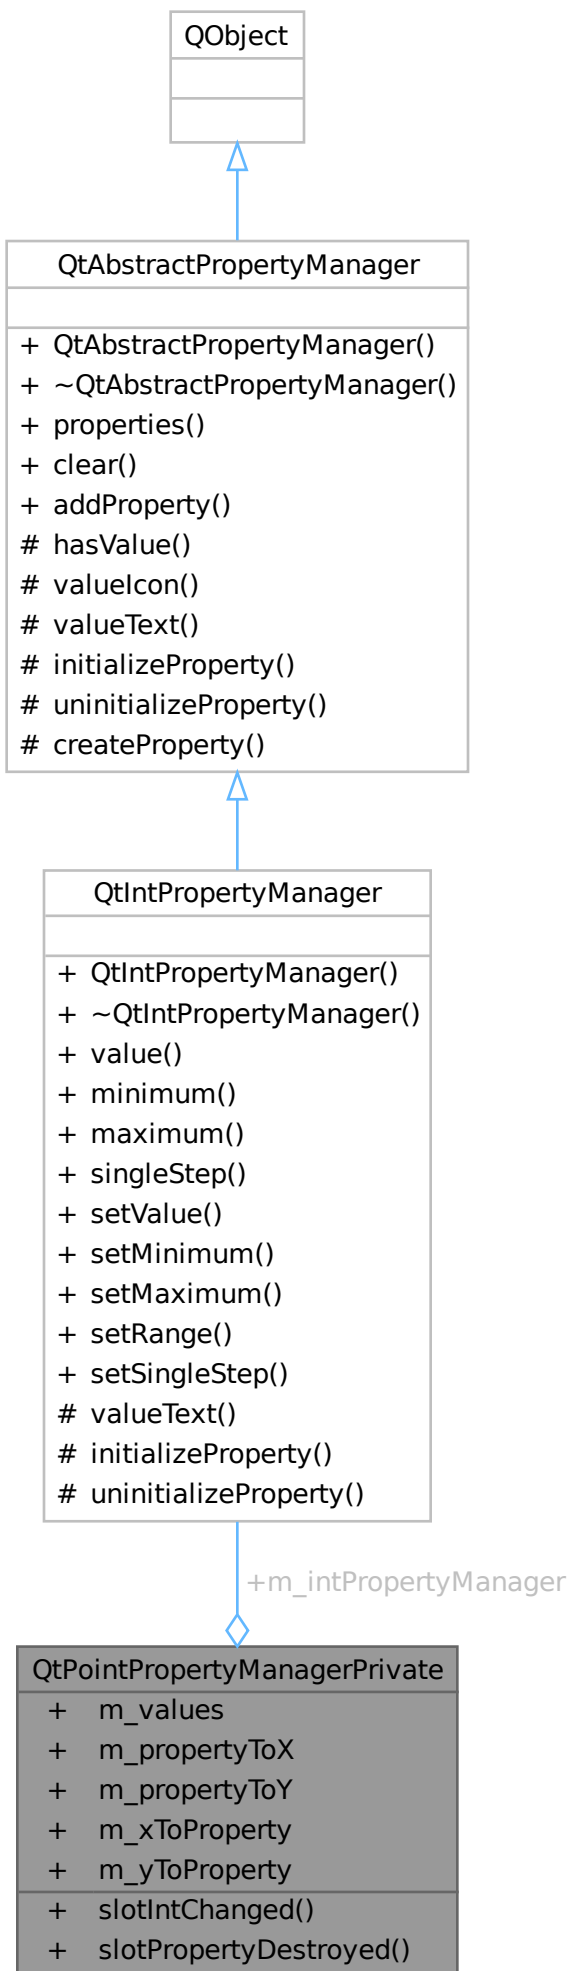 QObject
QtAbstractPropertyManager
+ QtAbstractPropertyManager()
+ ~QtAbstractPropertyManager()
+ properties()
+ clear()
+ addProperty()
# hasValue()
# valueIcon()
# valueText()
# initializeProperty()
# uninitializeProperty()
# createProperty()
QtIntPropertyManager
+ QtIntPropertyManager()
+ ~QtIntPropertyManager()
+ value()
+ minimum()
+ maximum()
+ singleStep()
+ setValue()
+ setMinimum()
+ setMaximum()
+ setRange()
+ setSingleStep()
# valueText()
# initializeProperty()
# uninitializeProperty()
+m_intPropertyManager
QtPointPropertyManagerPrivate
+ m_values
+ m_propertyToX
+ m_propertyToY
+ m_xToProperty
+ m_yToProperty
+ slotIntChanged()
+ slotPropertyDestroyed()